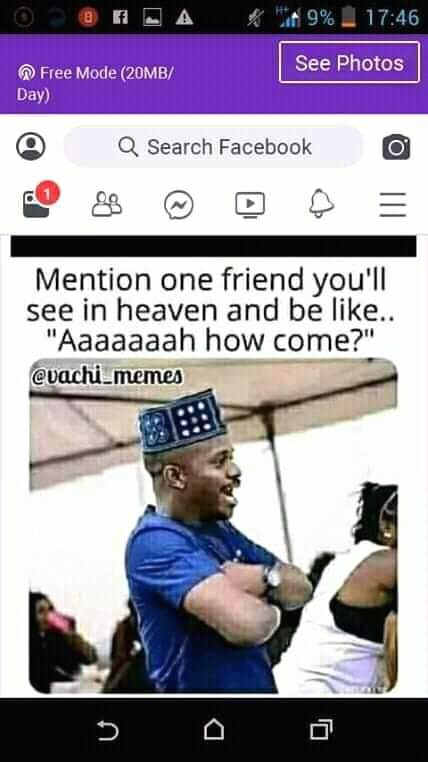 9% 17:46
Free Mode (20MB/
Day)
See Photos
Search Facebook
1
Mention one friend you'll
see in heaven and be like..
"Aaaaaaah how come?"
@vachi_memes